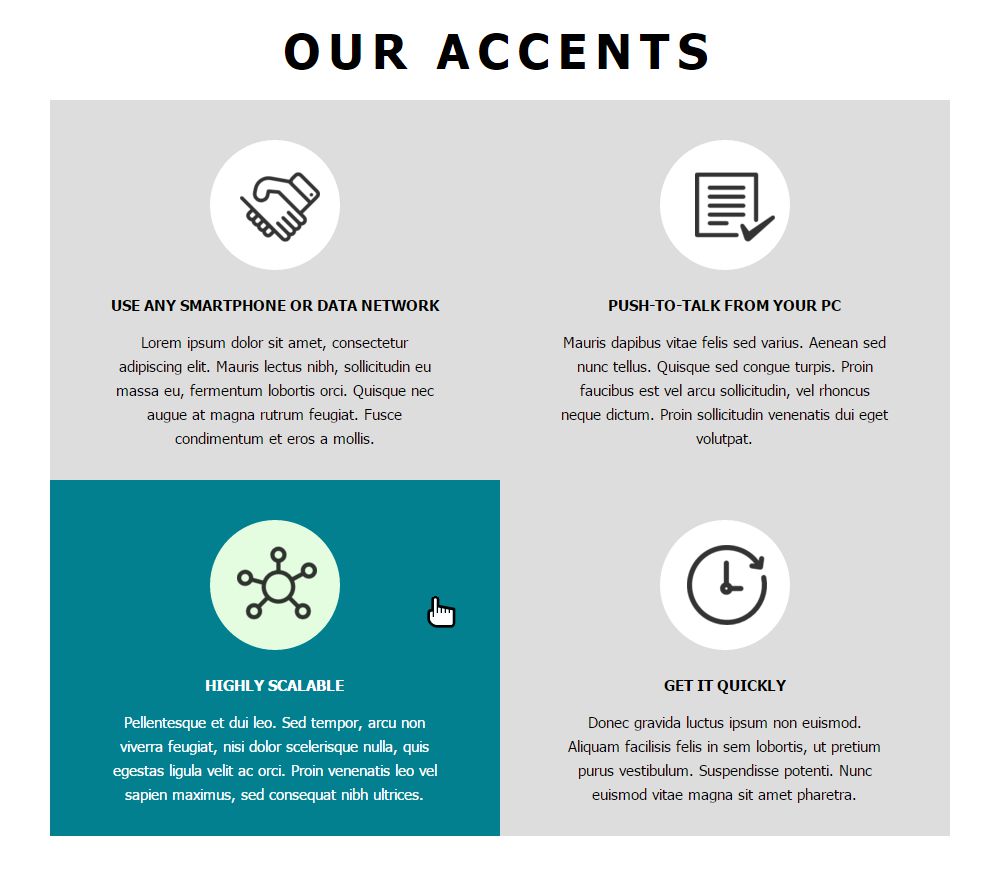 OUR ACCENTS
USE ANY SMARTPHONE OR DATA NETWORK
Lorem ipsum dolor sit amet, consectetur
adipiscing elit. Mauris lectus nibh, sollicitudin eu
massa eu, fermentum lobortis orci. Quisque nec
augue at magna rutrum feugiat. Fusce
condimentum et eros a mollis.
PUSH-TO-TALK FROM YOUR PC
Mauris dapibus vitae felis sed varius. Aenean sed
nunc tellus. Quisque sed congue turpis. Proin
faucibus est vel arcu sollicitudin, vel rhoncus
neque dictum. Proin sollicitudin venenatis dui eget
volutpat.
HIGHLY SCALABLE
Pellentesque et dui leo. Sed tempor, arcu non
viverra feugiat, nisi dolor scelerisque nulla, quis
egestas ligula velit ac orci. Proin venenatis leo vel
sapien maximus, sed consequat nibh ultrices.
GET IT QUICKLY
Donec gravida luctus ipsum non euismod.
Aliquam facilisis felis in sem lobortis, ut pretium
purus vestibulum. Suspendisse potenti. Nunc
euismod vitae magna sit amet pharetra.